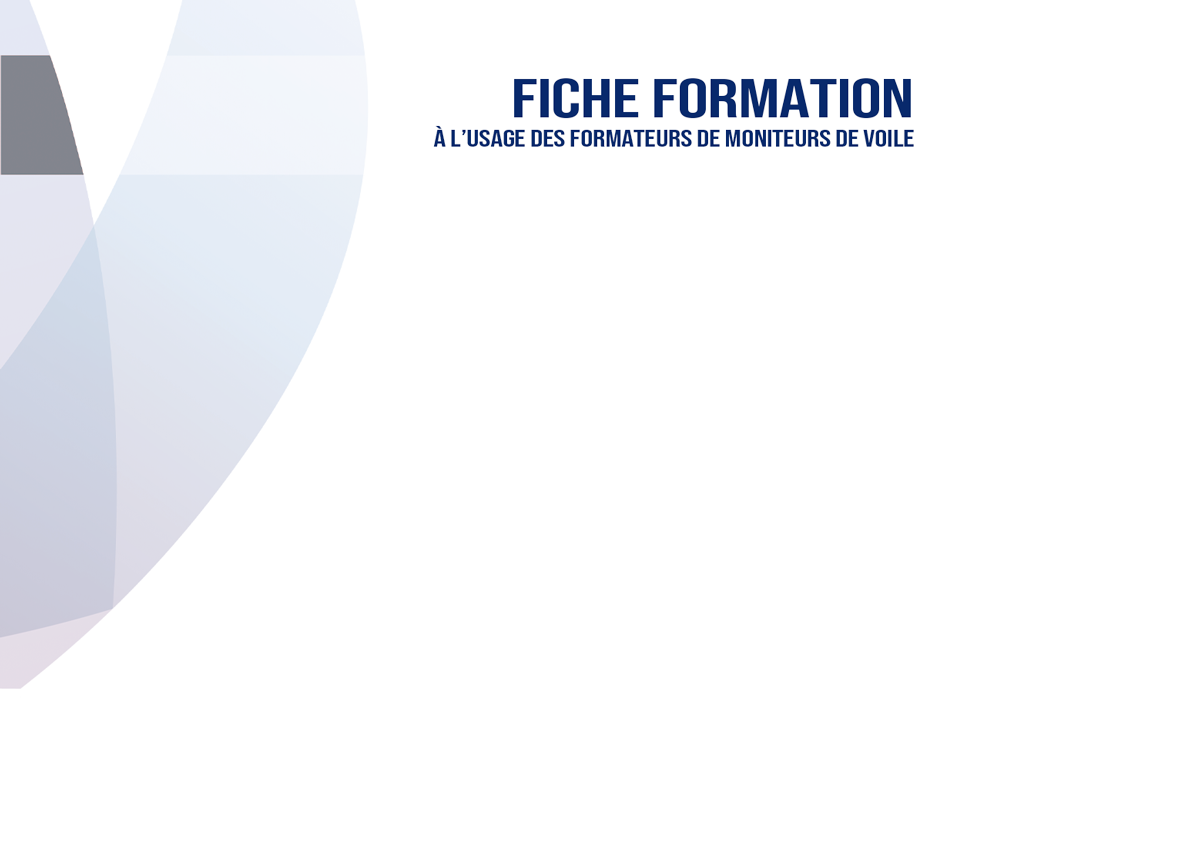 FICHE FORMATION
À L’USAGE DES FORMATEURS DE MONITEURS DE VOILE